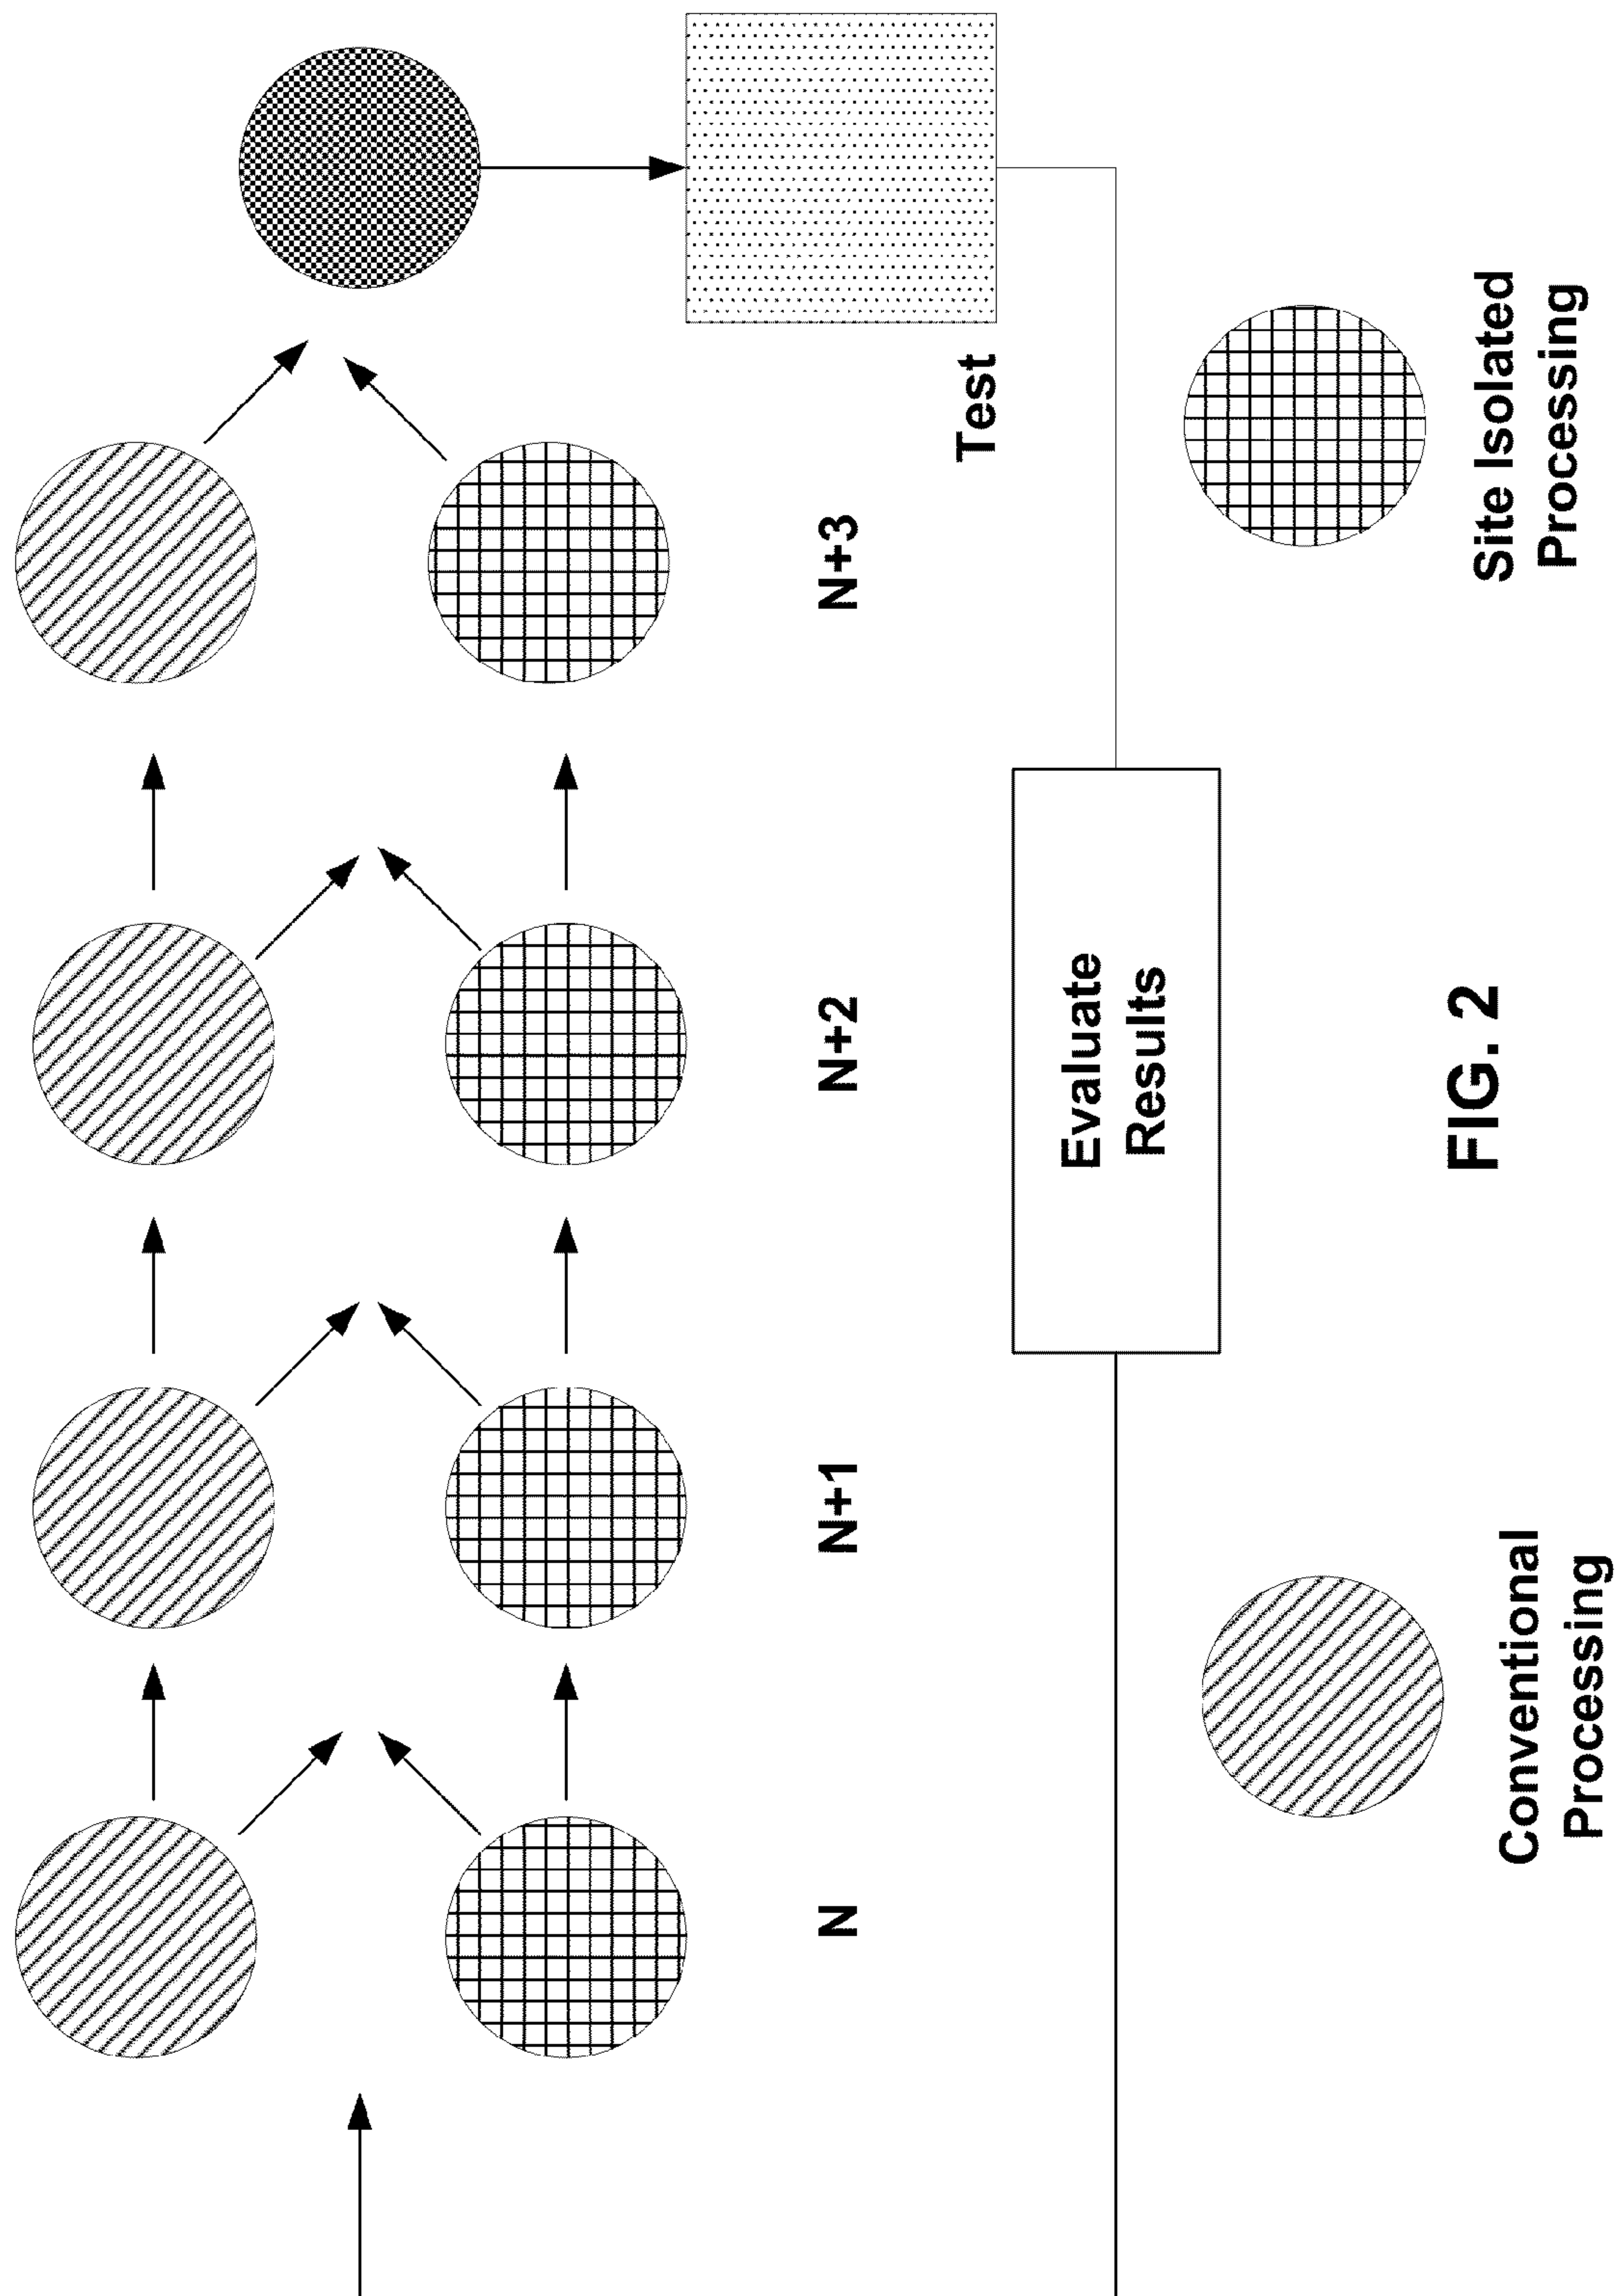 N
N+1
N+2
N+3
Test
Evaluate
Results
Conventional
Processing
Site Isolated
Processing
FIG. 2